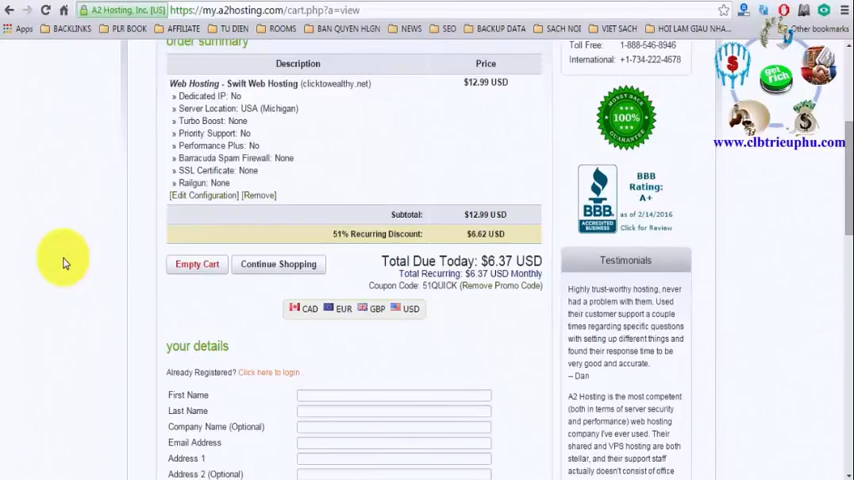 A2 Hosting, Inc. [US]
https://my.a2hosting.com/cart.php?a=view
Apps
BACKLINKS
PLR BOOK
AFFILIATE
TU DIEN
ROOMS
BAN QUYEN HLGN
NEWS
SEO
BACKUP DATA
SOICT
VIET SACH
HOI LAM GIAU NHA...
Other bookmarks
order summary
Description Price
Web Hosting - Swift Web Hosting (clicktowealthy.net) $12.99 USD
» Dedicated IP: No
» Server Location: USA (Michigan)
» Turbo Boost: None
» Priority Support: No
» Performance Plus: No
» Barracuda Spam Firewall: None
» SSL Certificate: None
» Railgun: None
[Edit Configuration] [Remove]
Subtotal: $12.99 USD
51% Recurring Discount: $6.62 USD
Empty Cart
Continue Shopping
Total Due Today: $6.37 USD
Total Recurring: $6.37 USD Monthly
Coupon Code: 51QUICK (Remove Promo Code)
CAD EUR GBP USD
your details
Already Registered? Click here to login.
First Name
Last Name
Company Name (Optional)
Email Address
Address 1
Address 2 (Optional)
Toll Free: 1-888-546-8946
International: +1-734-222-4678
MONEY BACK
100%
GUARANTEE
BBB
ACCREDITED
BUSINESS
BBB
Rating:
A+
as of 2/14/2016
Click for Review
Testimonials
Highly trust-worthy hosting, never
had a problem with them. Used
their customer support a couple
times regarding specific questions
with setting up different things and
found their response time to be
very good and accurate.
-- Dan
A2 Hosting is the most competent
(both in terms of server security
and performance) web hosting
company I've ever used. Their
shared and VPS hosting are both
stellar, and their support staff
actually doesn't consist of office
get
rich
www.clbtrieuphu.com